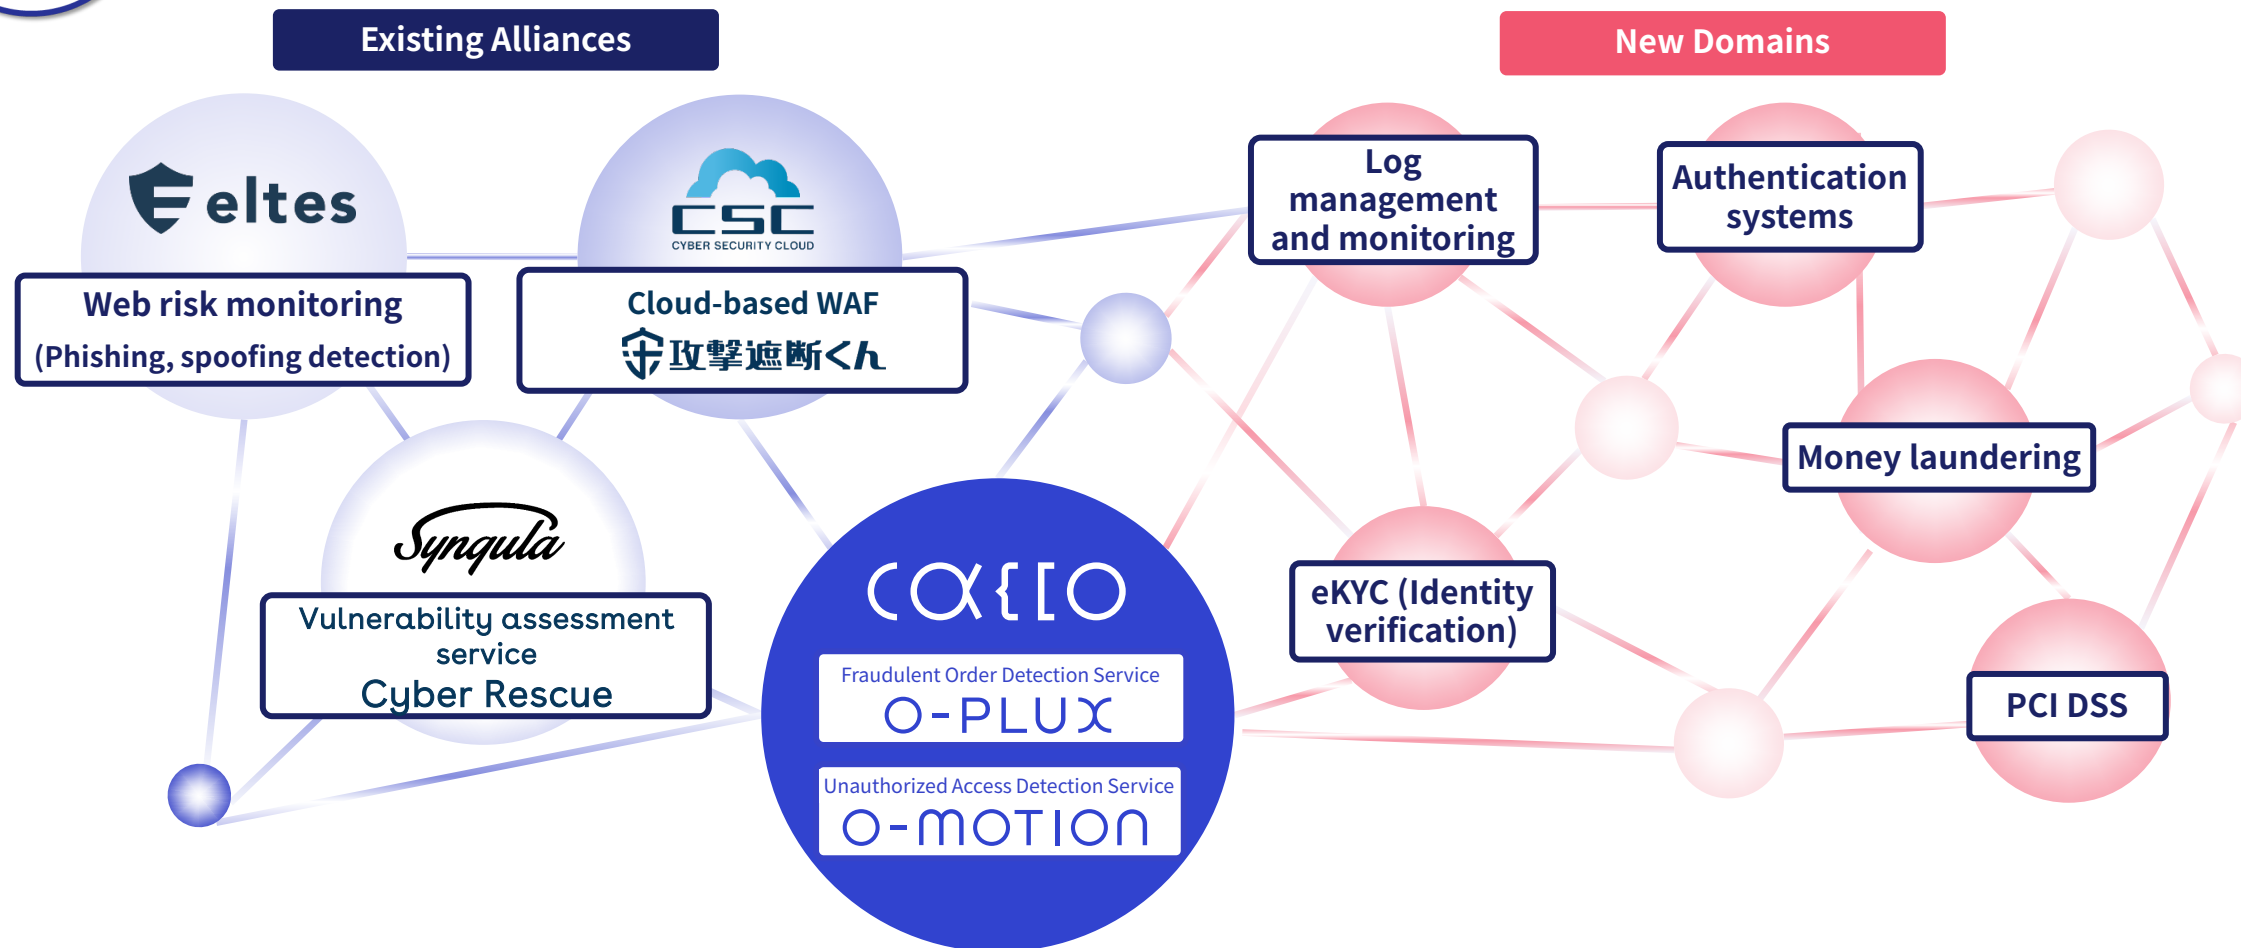 Existing Alliances
New Domains
eltes
Web risk monitoring
(Phishing, spoofing detection)
CSC
CYBER SECURITY CLOUD
Cloud-based WAF
攻撃遮断くん
Syngula
Vulnerability assessment
service
Cyber Rescue
cacco
Fraudulent Order Detection Service
O-PLUX
Unauthorized Access Detection Service
O-MOTION
Log
management
and monitoring
Authentication
systems
Money laundering
eKYC (Identity
verification)
PCI DSS